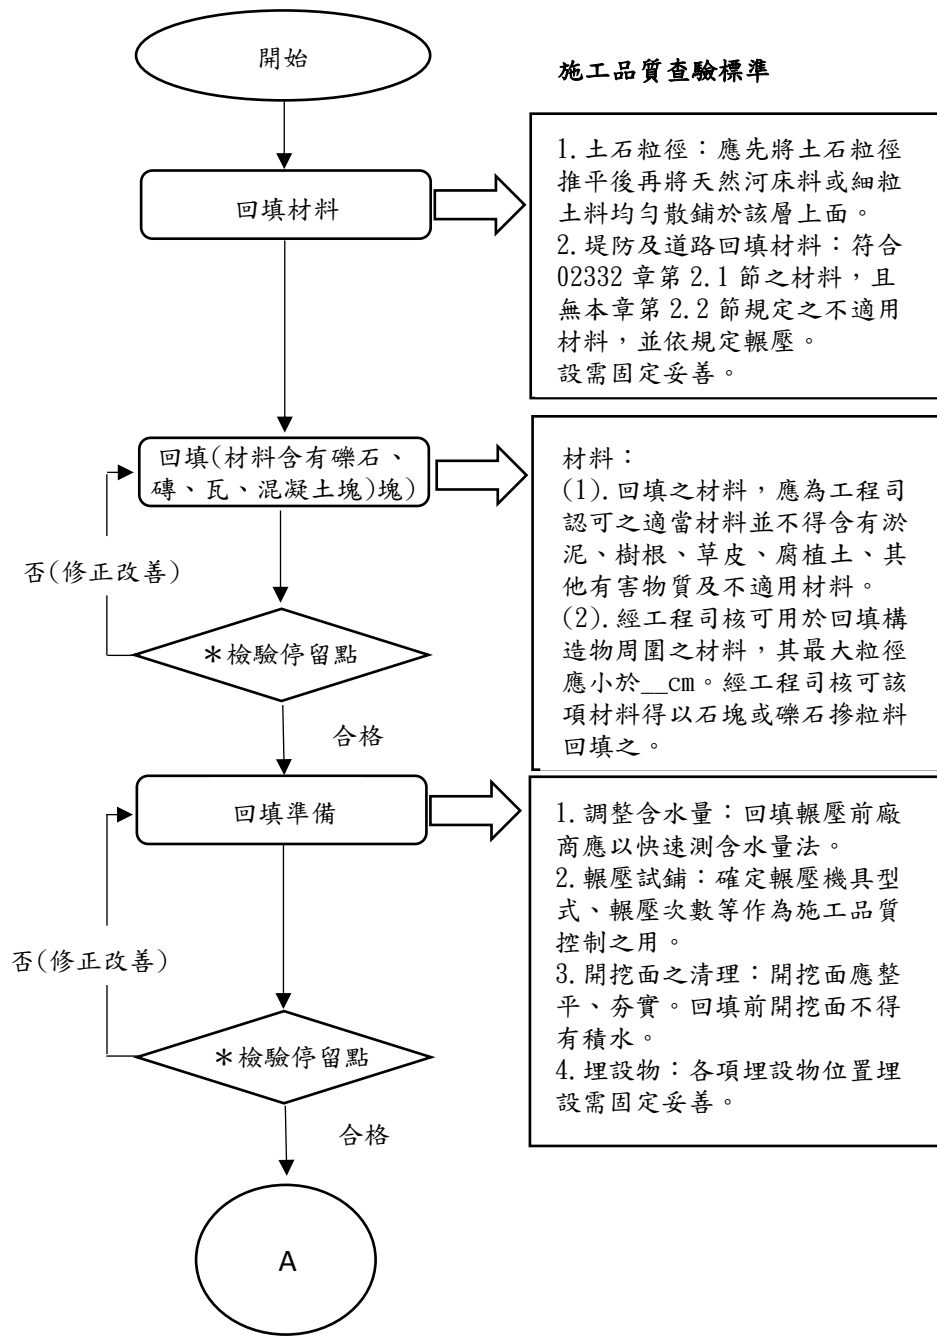 開始
施工品質查驗標準
回填材料
1.土石粒徑：應先將土石粒徑
推平後再將天然河床料或細粒
土料均勻散鋪於該層上面。
2.堤防及道路回填材料：符合
02332 章第 2.1 節之材料，且
無本章第 2.2 節規定之不適用
材料，並依規定輾壓。
設需固定妥善。
回填(材料含有礫石、
磚、瓦、混凝土塊)塊)
材料：
(1).回填之材料，應為工程司
認可之適當材料並不得含有淤
泥、樹根、草皮、腐植土、其
他有害物質及不適用材料。
(2).經工程司核可用於回填構
造物周圍之材料，其最大粒徑
應小於__cm。經工程司核可該
項材料得以石塊或礫石摻粒料
回填之。
否(修正改善)
＊檢驗停留點
合格
回填準備
1.調整含水量：回填輾壓前廠
商應以快速測含水量法。
2.輾壓試鋪：確定輾壓機具型
式、輾壓次數等作為施工品質
控制之用。
3.開挖面之清理：開挖面應整
平、夯實。回填前開挖面不得
有積水。
4.埋設物：各項埋設物位置埋
設需固定妥善。
否(修正改善)
＊檢驗停留點
合格
A